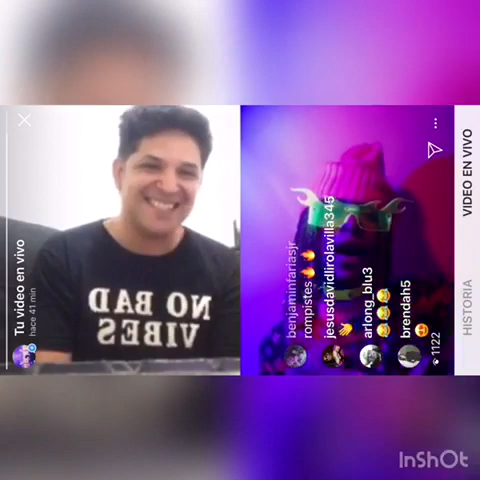 Tu video en vivo
hace 41 min
NO BAD
VIBES
benjaminfariasjr
rompistes 🔥🔥
jesusdavidlirolavilla345
👏
arlong_blu3
😂😂😂
brendah5
😍
1122
HISTORIA
VIDEO EN VIVO
InShOt